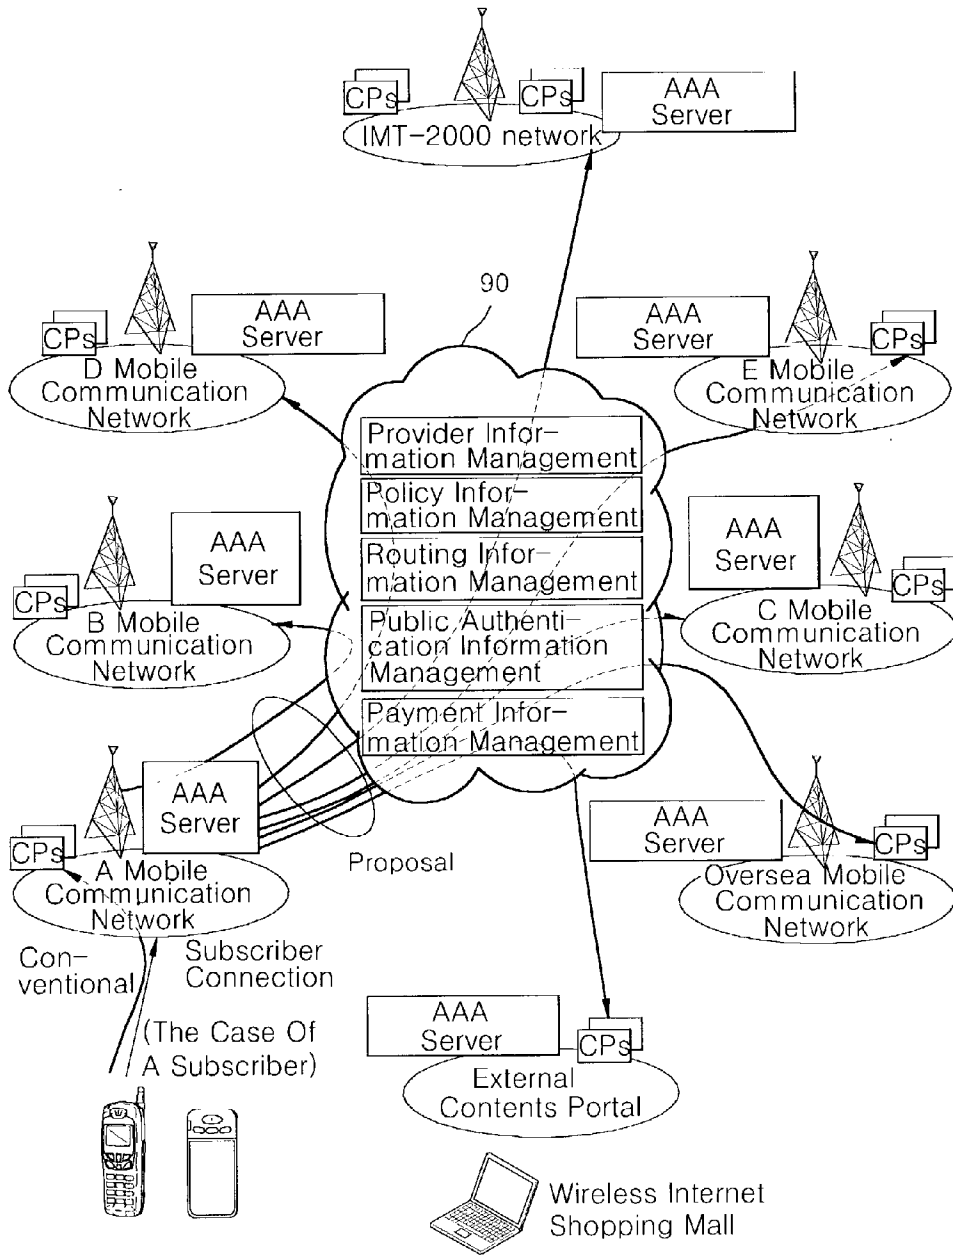 CPs
CPs
AAA
Server
IMT-2000 network
90
AAA
Server
CPs
D Mobile
Communication
Network
AAA
Server
CPs
E Mobile
Communication
Network
Provider Infor-
mation Management
Policy Infor-
mation Management
Routing Infor-
mation Management
Public Authenti-
cation Information
Management
Payment Infor-
mation Management
AAA
Server
CPs
B Mobile
Communication
Network
AAA
Server
CPs
C Mobile
Communication
Network
AAA
Server
CPs
A Mobile
Communication
Network
Proposal
AAA
Server
CPs
Oversea Mobile
Communication
Network
Con-
ventional
Subscriber
Connection
(The Case Of
A Subscriber)
AAA
Server
CPs
External
Contents Portal
Wireless Internet
Shopping Mall